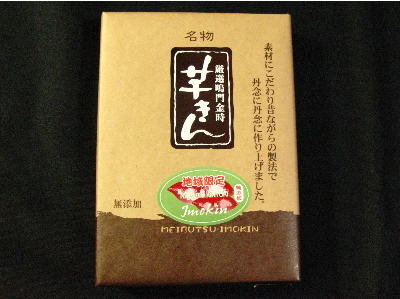 名物
厳選鳴門金時
芋きん
素材にこだわり昔ながらの製法で
丹念に丹念に作り上げました。
地域限定
Imokin
無添加
MEIBUTSU·IMOKIN